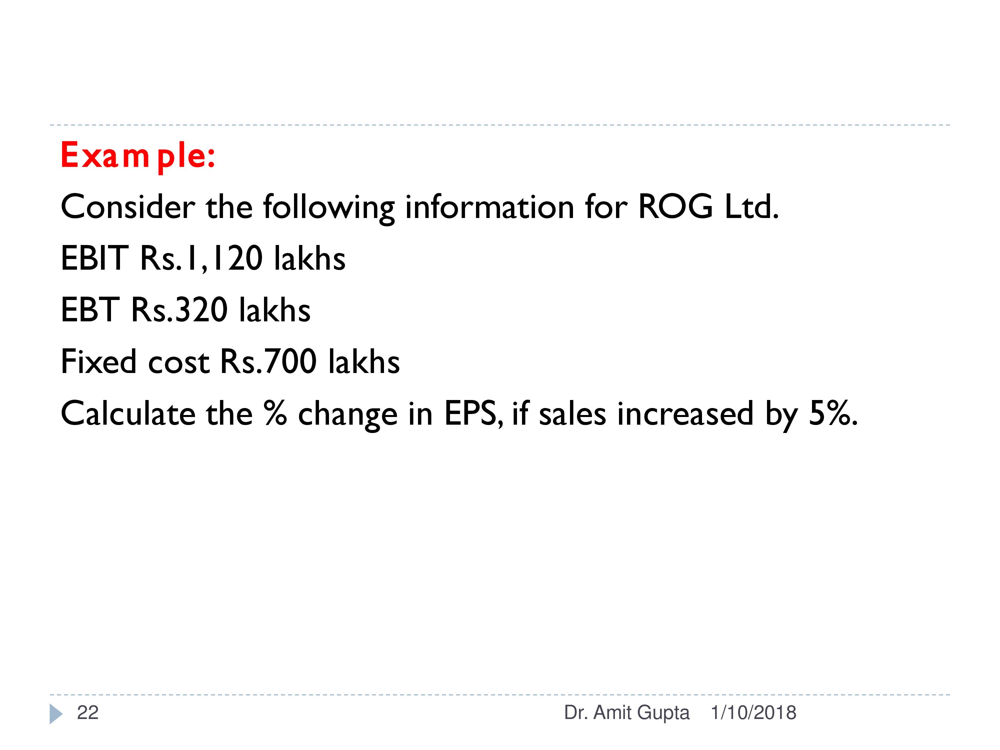 Example:
Consider the following information for ROG Ltd.
EBIT Rs.1,120 lakhs
EBT Rs.320 lakhs
Fixed cost Rs.700 lakhs
Calculate the % change in EPS, if sales increased by 5%.
22 Dr. Amit Gupta 1/10/2018